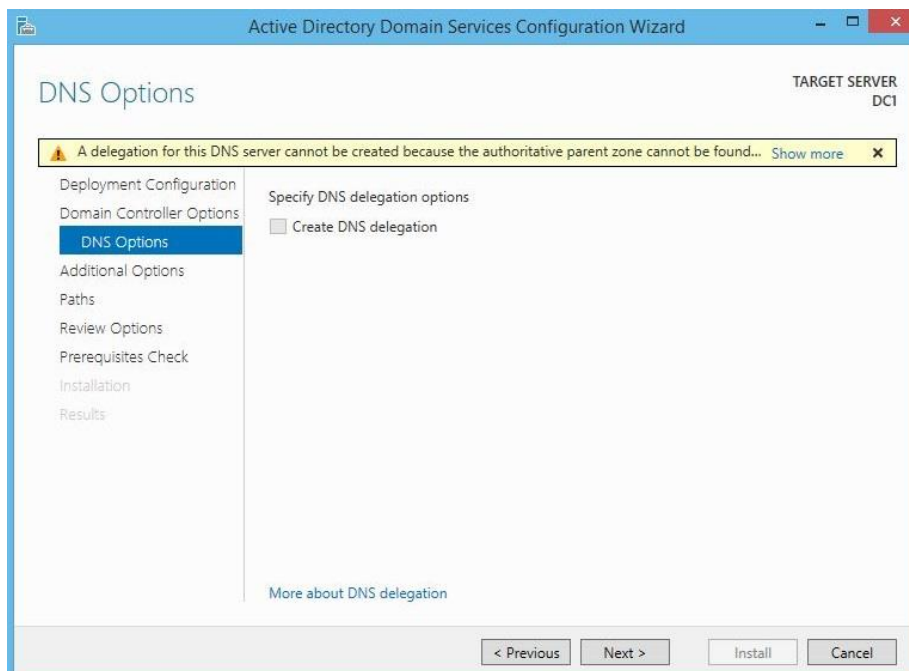 Active Directory Domain Services Configuration Wizard
DNS Options
TARGET SERVER
DC1
A delegation for this DNS server cannot be created because the authoritative parent zone cannot be found... Show more
Deployment Configuration
Domain Controller Options
DNS Options
Additional Options
Paths
Review Options
Prerequisites Check
Installation
Results
Specify DNS delegation options
Create DNS delegation
More about DNS delegation
< Previous
Next >
Install
Cancel